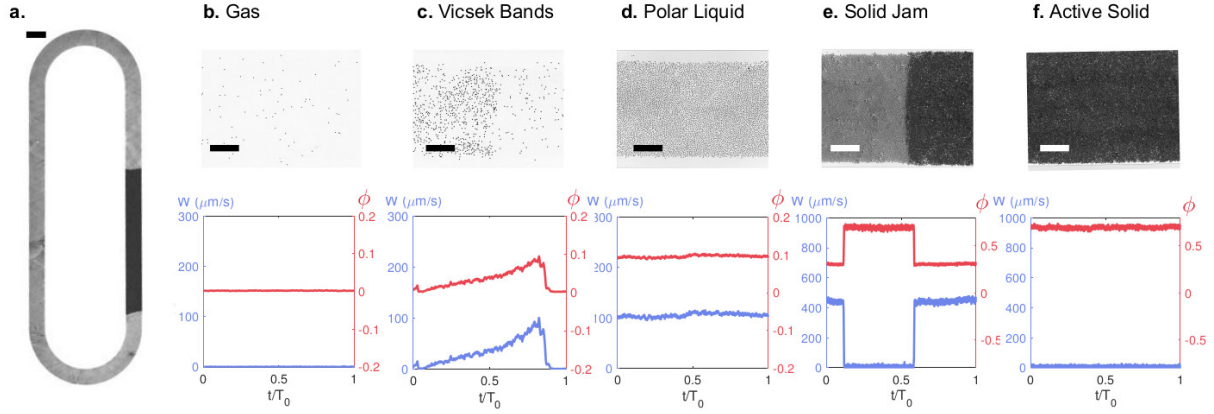 a.
b. Gas
c. Vicsek Bands
d. Polar Liquid
e. Solid Jam
f. Active Solid
W (μm/s)
ϕ
300
200
100
0
0.2
0.1
0
-0.1
-0.2
0
0.5
1
t/T₀
W (μm/s)
ϕ
300
200
100
0
0.2
0.1
0
-0.1
-0.2
0
0.5
1
t/T₀
W (μm/s)
ϕ
300
200
100
0
0.2
0.1
0
-0.1
-0.2
0
0.5
1
t/T₀
W (μm/s)
ϕ
1000
800
600
400
200
0
0.5
0
-0.5
0
0.5
1
t/T₀
W (μm/s)
ϕ
1000
800
600
400
200
0
0.5
0
-0.5
0
0.5
1
t/T₀